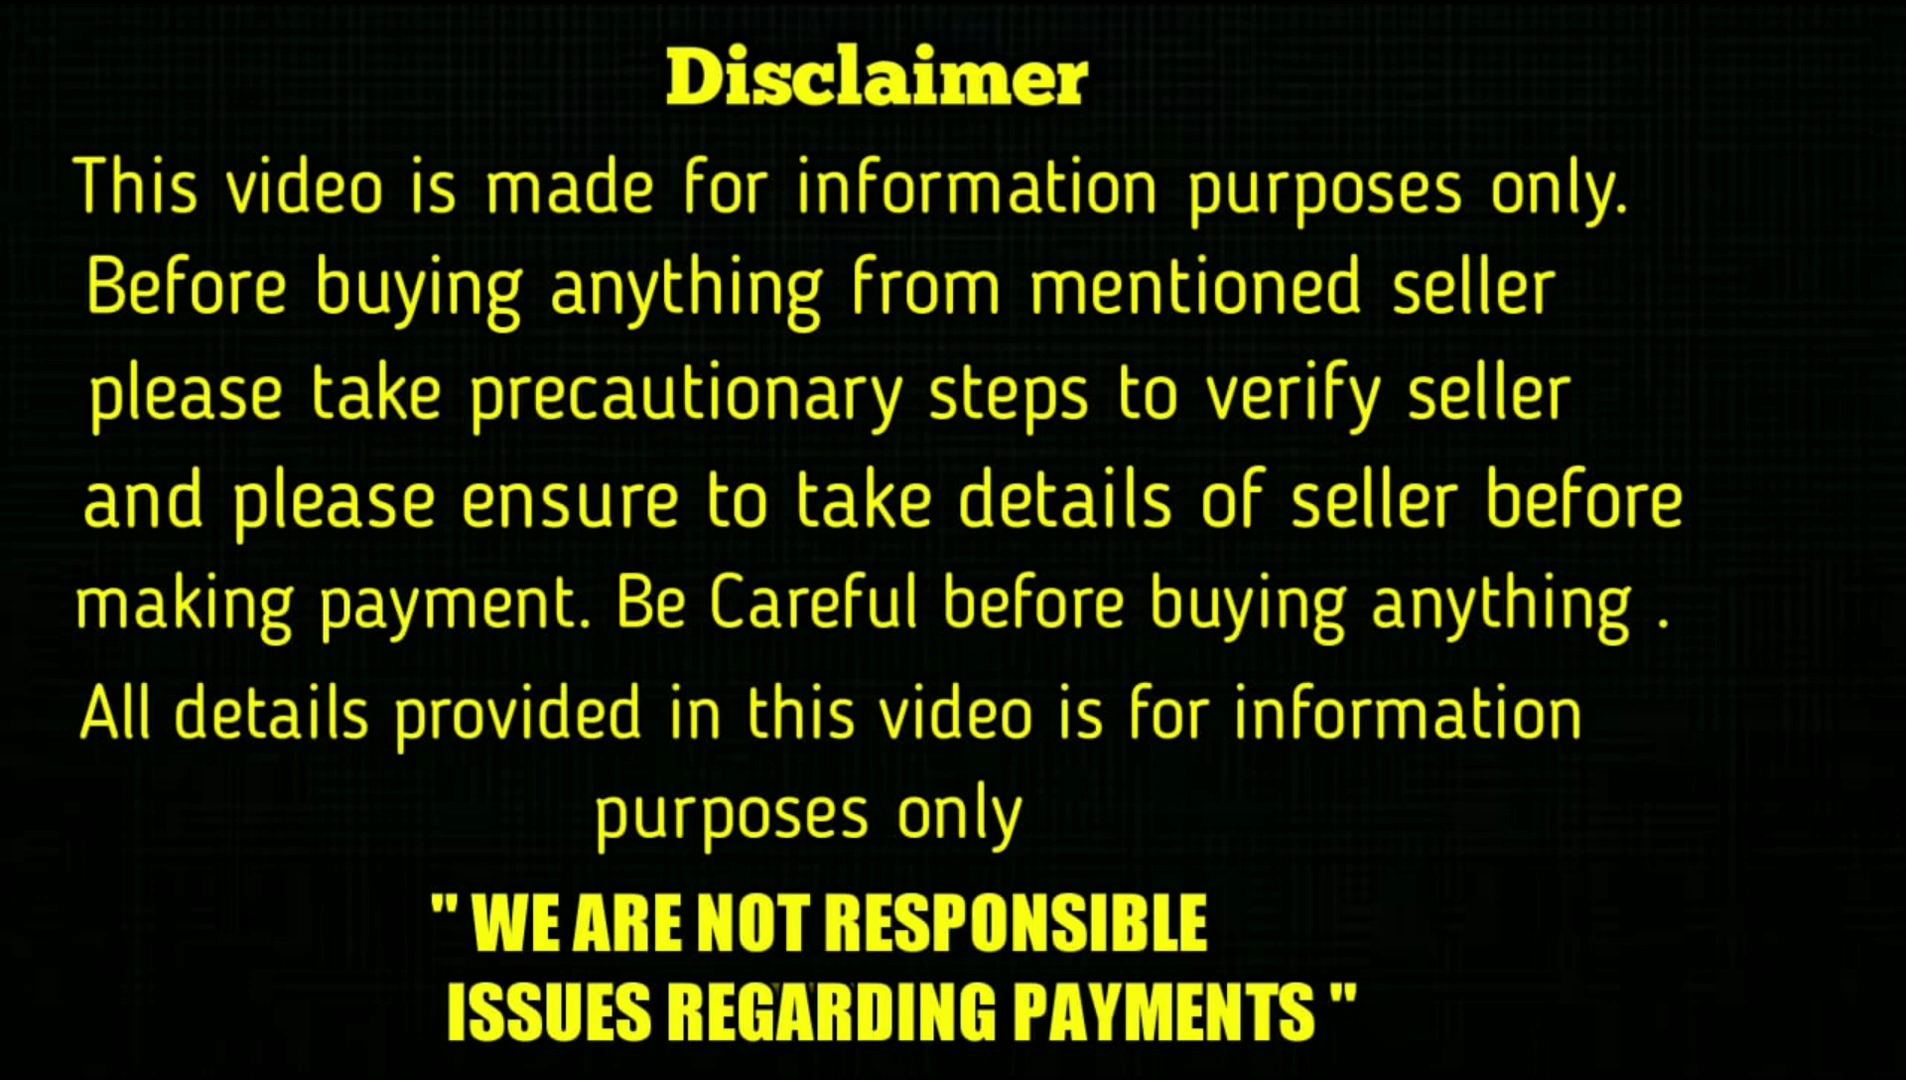 Disclaimer
This video is made for information purposes only.
Before buying anything from mentioned seller
please take precautionary steps to verify seller
and please ensure to take details of seller before
making payment. Be Careful before buying anything .
All details provided in this video is for information
purposes only
" WE ARE NOT RESPONSIBLE
ISSUES REGARDING PAYMENTS "